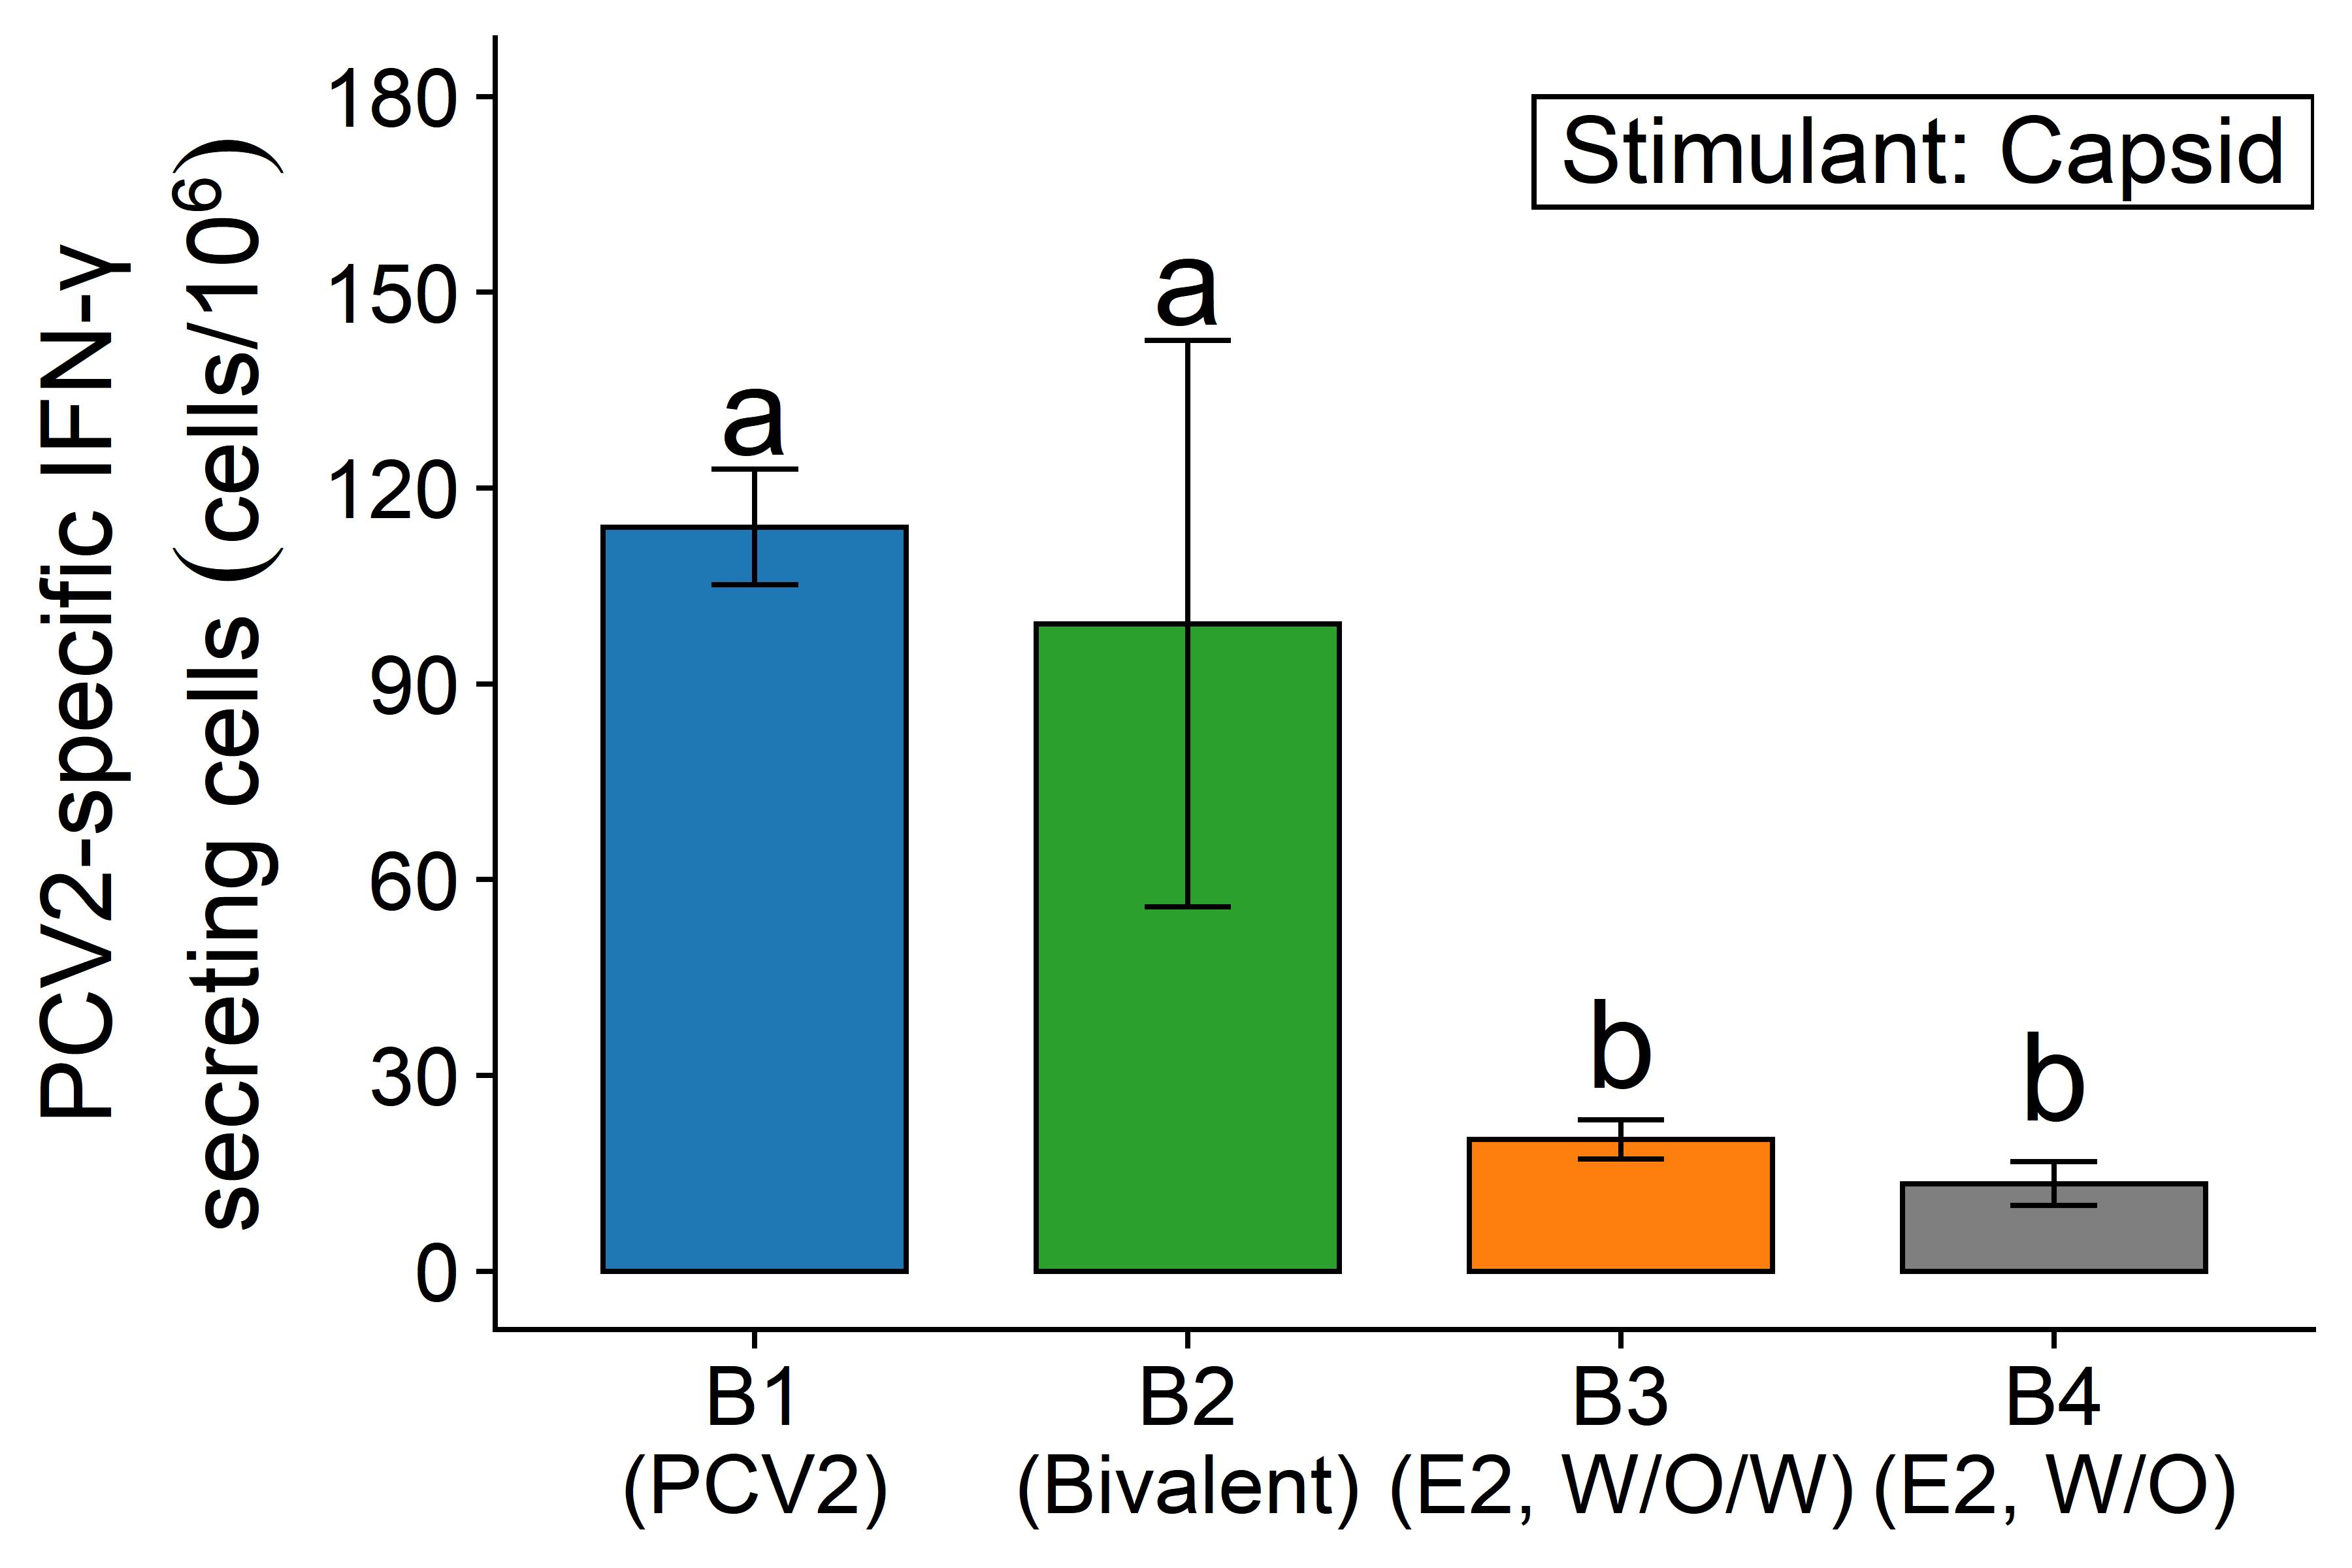 PCV2-specific IFN-γ
secreting cells (cells/10⁶)
180
150
120
90
60
30
0
Stimulant: Capsid
a
a
b
b
B1
(PCV2)
B2
(Bivalent)
B3
(E2, W/O/W)
B4
(E2, W/O)